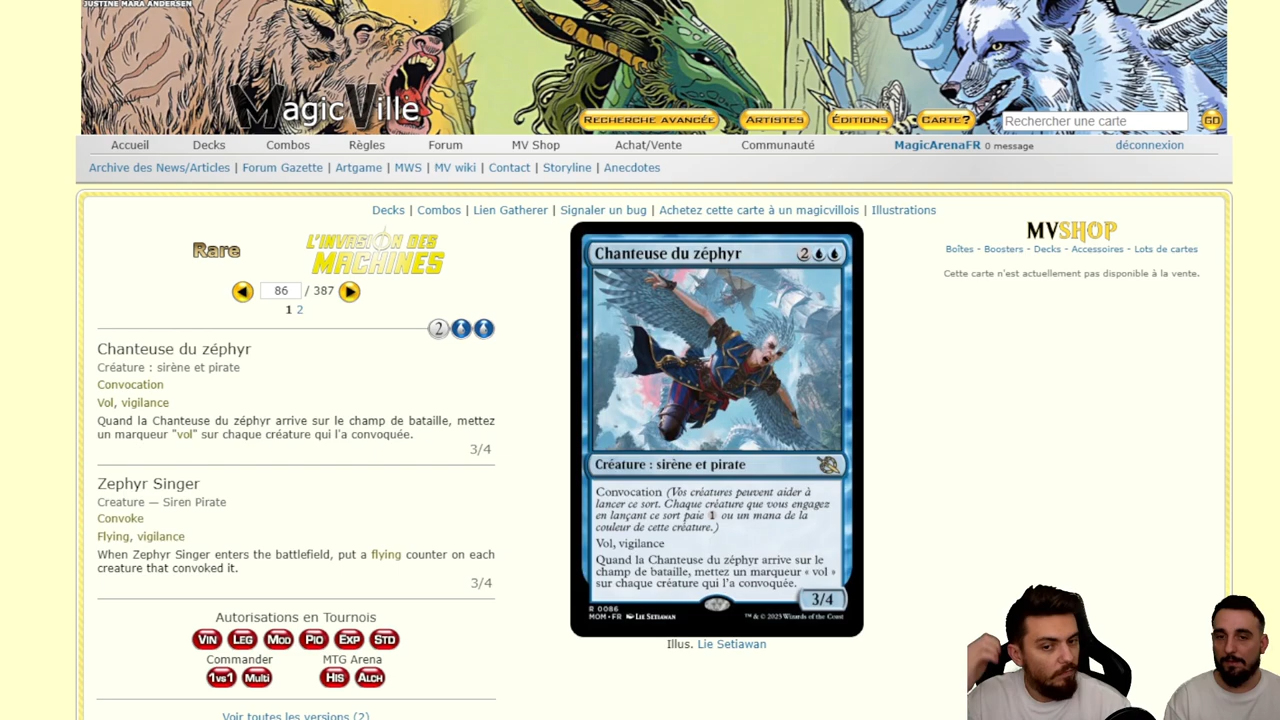 JUSTINE MARA ANDERSEN
MagicVille
RECHERCHE AVANCÉE
ARTISTES
ÉDITIONS
CARTE?
Rechercher une carte
GO
Accueil Decks Combos Règles Forum MV Shop Achat/Vente Communauté MagicArenaFR 0 message déconnexion
Archive des News/Articles | Forum Gazette | Artgame | MWS | MV wiki | Contact | Storyline | Anecdotes
Decks | Combos | Lien Gatherer | Signaler un bug | Achetez cette carte à un magicvillois | Illustrations
Rare
L'INVASION DES
MACHINES
86 / 387
1 2
2
Chanteuse du zéphyr
Créature : sirène et pirate
Convocation
Vol, vigilance
Quand la Chanteuse du zéphyr arrive sur le champ de bataille, mettez
un marqueur "vol" sur chaque créature qui l'a convoquée.
3/4
Zephyr Singer
Creature — Siren Pirate
Convoke
Flying, vigilance
When Zephyr Singer enters the battlefield, put a flying counter on each
creature that convoked it.
3/4
Autorisations en Tournois
VIN LEG MOD PIO EXP STD
Commander MTG Arena
1vs1 Multi HIS ALCH
Voir toutes les versions (2)
Chanteuse du zéphyr 2
Créature : sirène et pirate
Convocation (Vos créatures peuvent aider à
lancer ce sort. Chaque créature que vous engagez
en lançant ce sort paie 1 ou un mana de la
couleur de cette créature.)
Vol, vigilance
Quand la Chanteuse du zéphyr arrive sur le
champ de bataille, mettez un marqueur « vol »
sur chaque créature qui l'a convoquée.
3/4
R 0086
MOM • FR LIE SETIAWAN
™ & © 2023 Wizards of the Coast
Illus. Lie Setiawan
MVSHOP
Boîtes - Boosters - Decks - Accessoires - Lots de cartes
Cette carte n'est actuellement pas disponible à la vente.